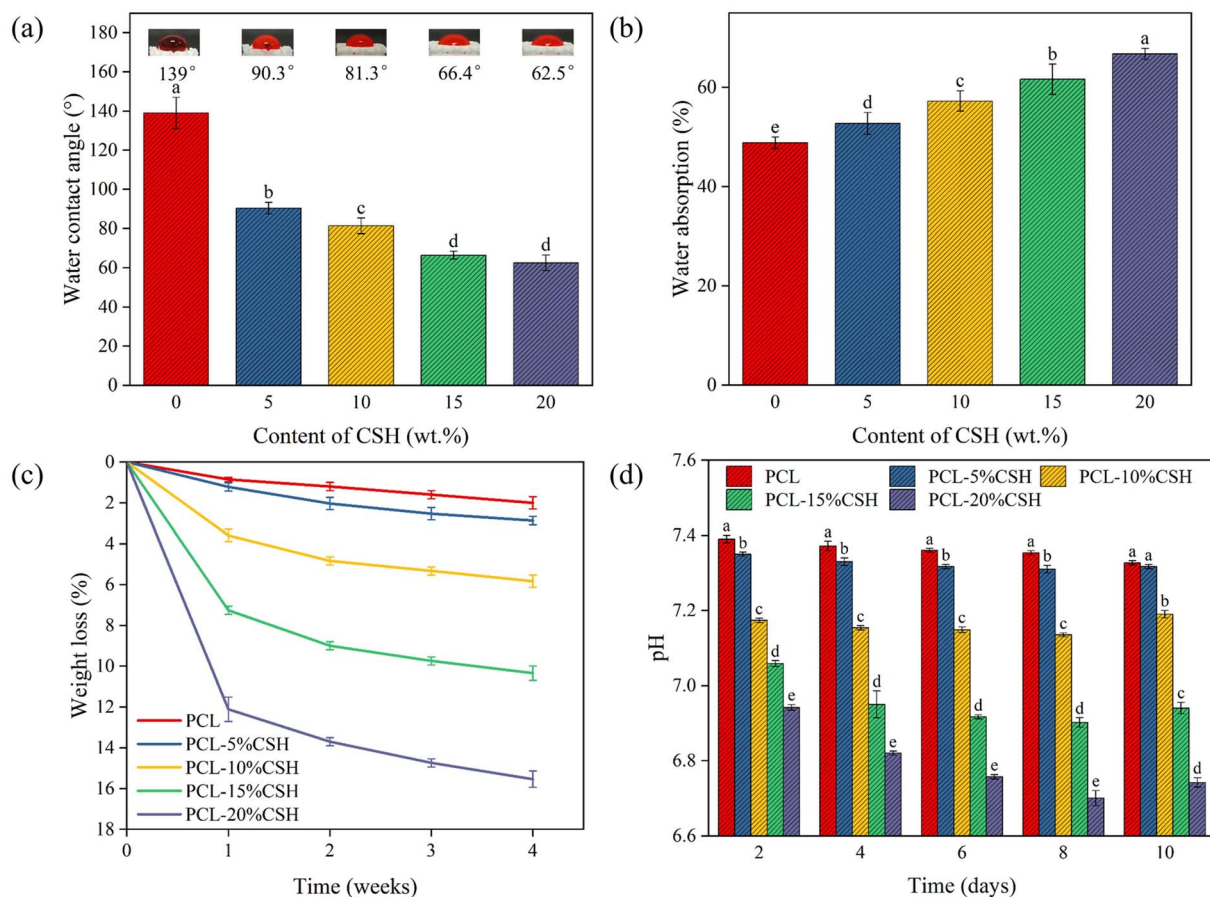 (a)
180
160
140
120
100
80
60
40
20
0
Water contact angle (°)
139° 90.3° 81.3° 66.4° 62.5°
a
b
c
d
d
0 5 10 15 20
Content of CSH (wt.%)
(b)
60
40
20
0
Water absorption (%)
e
d
c
b
a
0 5 10 15 20
Content of CSH (wt.%)
(c)
0
2
4
6
8
10
12
14
16
18
Weight loss (%)
PCL
PCL-5%CSH
PCL-10%CSH
PCL-15%CSH
PCL-20%CSH
0 1 2 3 4
Time (weeks)
(d)
7.6
7.4
7.2
7.0
6.8
6.6
pH
PCL PCL-5%CSH PCL-10%CSH
PCL-15%CSH PCL-20%CSH
a b c d e
a b c d e
a b c d e
a b c d e
a a b c d
2 4 6 8 10
Time (days)